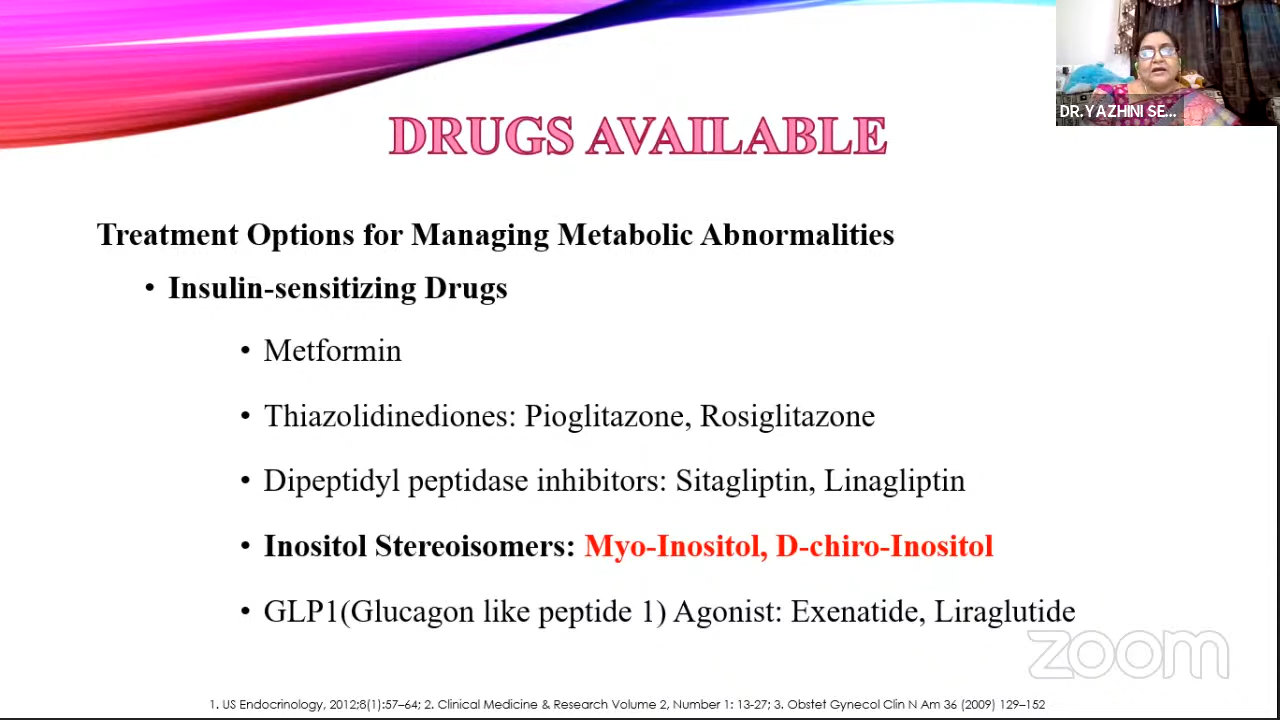 DR.YAZHINI SE...
DRUGS AVAILABLE
Treatment Options for Managing Metabolic Abnormalities
• Insulin-sensitizing Drugs
• Metformin
• Thiazolidinediones: Pioglitazone, Rosiglitazone
• Dipeptidyl peptidase inhibitors: Sitagliptin, Linagliptin
• Inositol Stereoisomers: Myo-Inositol, D-chiro-Inositol
• GLP1(Glucagon like peptide 1) Agonist: Exenatide, Liraglutide
zoom
1. US Endocrinology, 2012;8(1):57–64; 2. Clinical Medicine & Research Volume 2, Number 1: 13-27; 3. Obstet Gynecol Clin N Am 36 (2009) 129–152